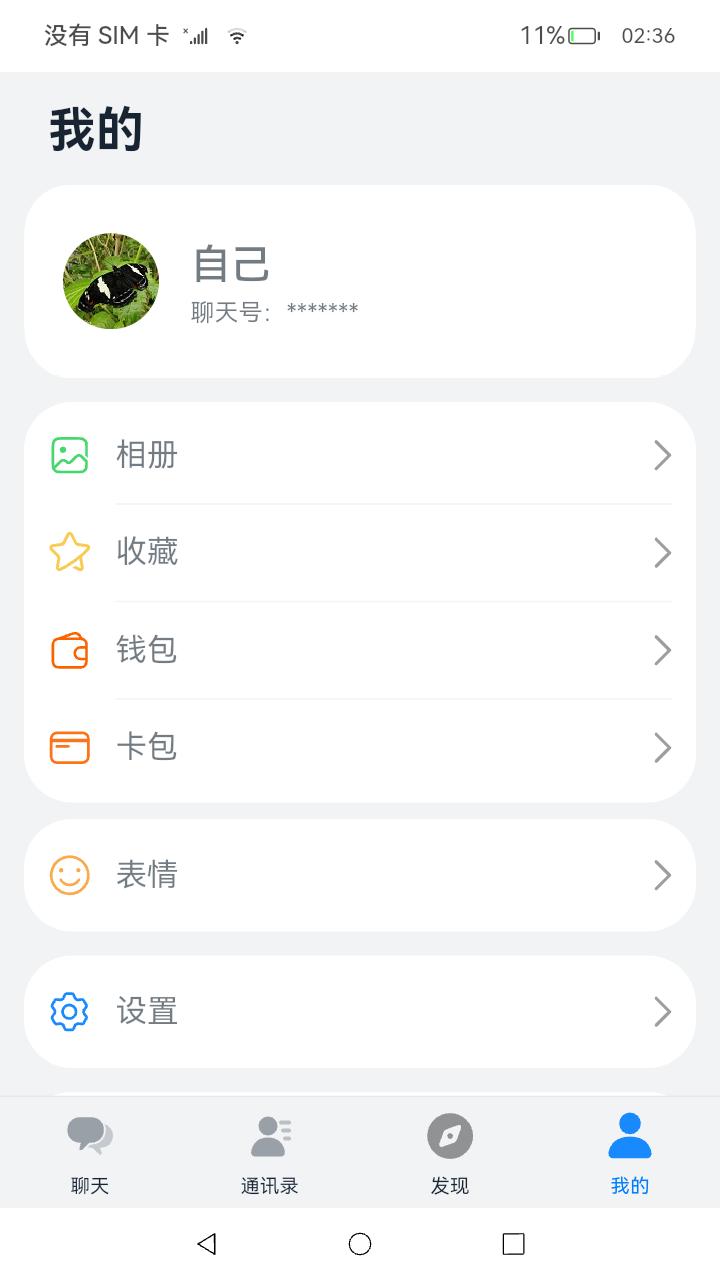 没有 SIM 卡 11% 02:36
我的
自己
聊天号：*******
相册
收藏
钱包
卡包
表情
设置
聊天 通讯录 发现 我的